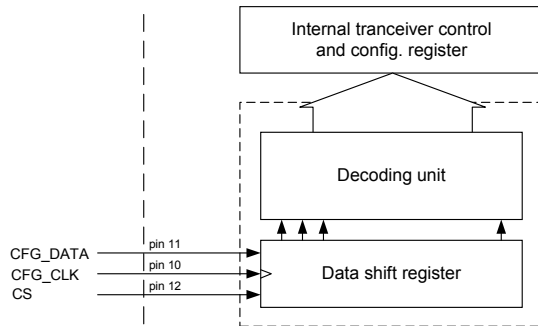 Internal tranceiver control
and config. register
Decoding unit
CFG_DATA
pin 11
CFG_CLK
pin 10
CS
pin 12
Data shift register